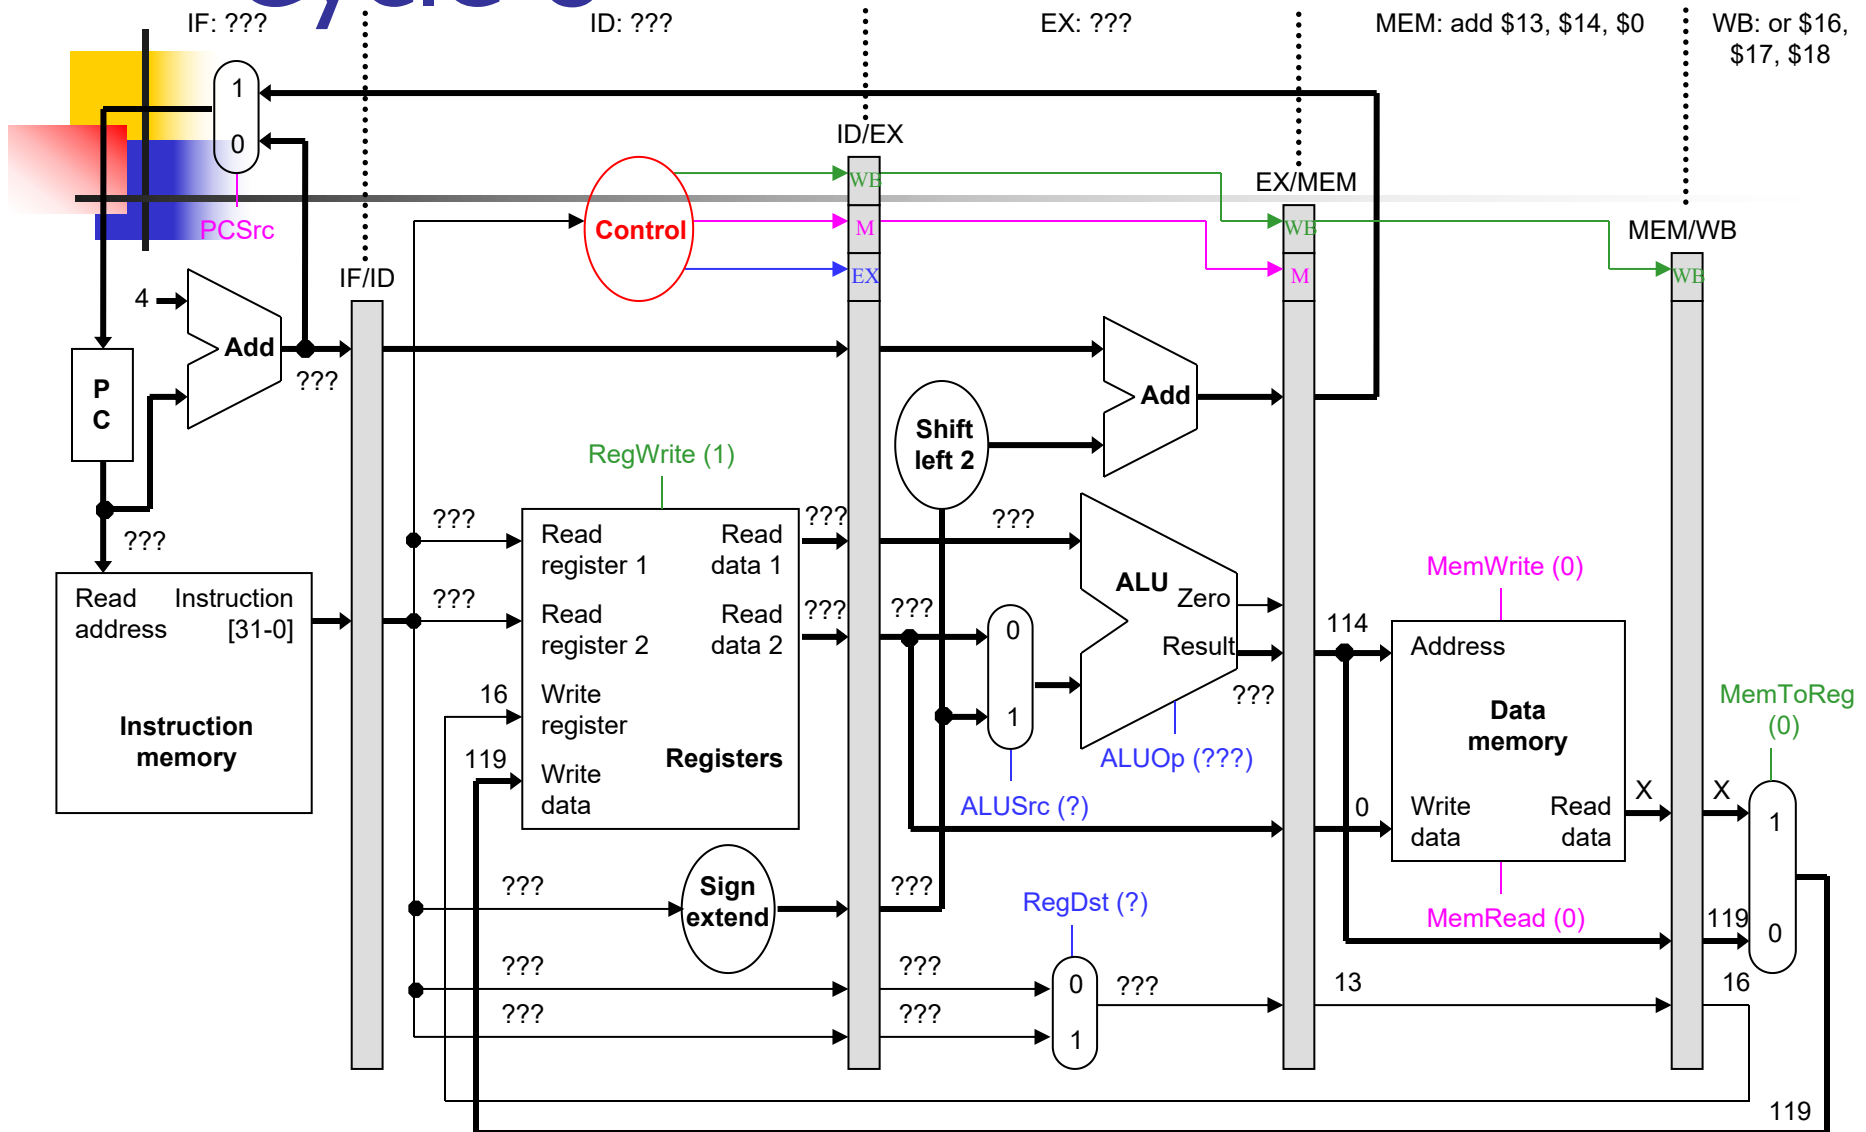 Cycle
IF: ???
ID: ???
EX: ???
MEM: add $13, $14, $0
WB: or $16,
$17, $18
1
0
PCSrc
ID/EX
WB
M
EX
Control
EX/MEM
WB
M
MEM/WB
WB
IF/ID
4
Add
???
P
C
???
Add
Shift
left 2
RegWrite (1)
???
???
Read
register 1
Read
data 1
???
???
Read
register 2
Read
data 2
???
???
16
Write
register
119
Write
data
Registers
Read
address
Instruction
[31-0]
Instruction
memory
0
1
ALUSrc (?)
ALU
Zero
Result
???
ALUOp (???)
114
0
MemWrite (0)
Address
Data
memory
Write
data
Read
data
MemRead (0)
X
X
MemToReg
(0)
1
0
119
???
Sign
extend
???
RegDst (?)
???
???
???
???
0
1
???
13
16
119